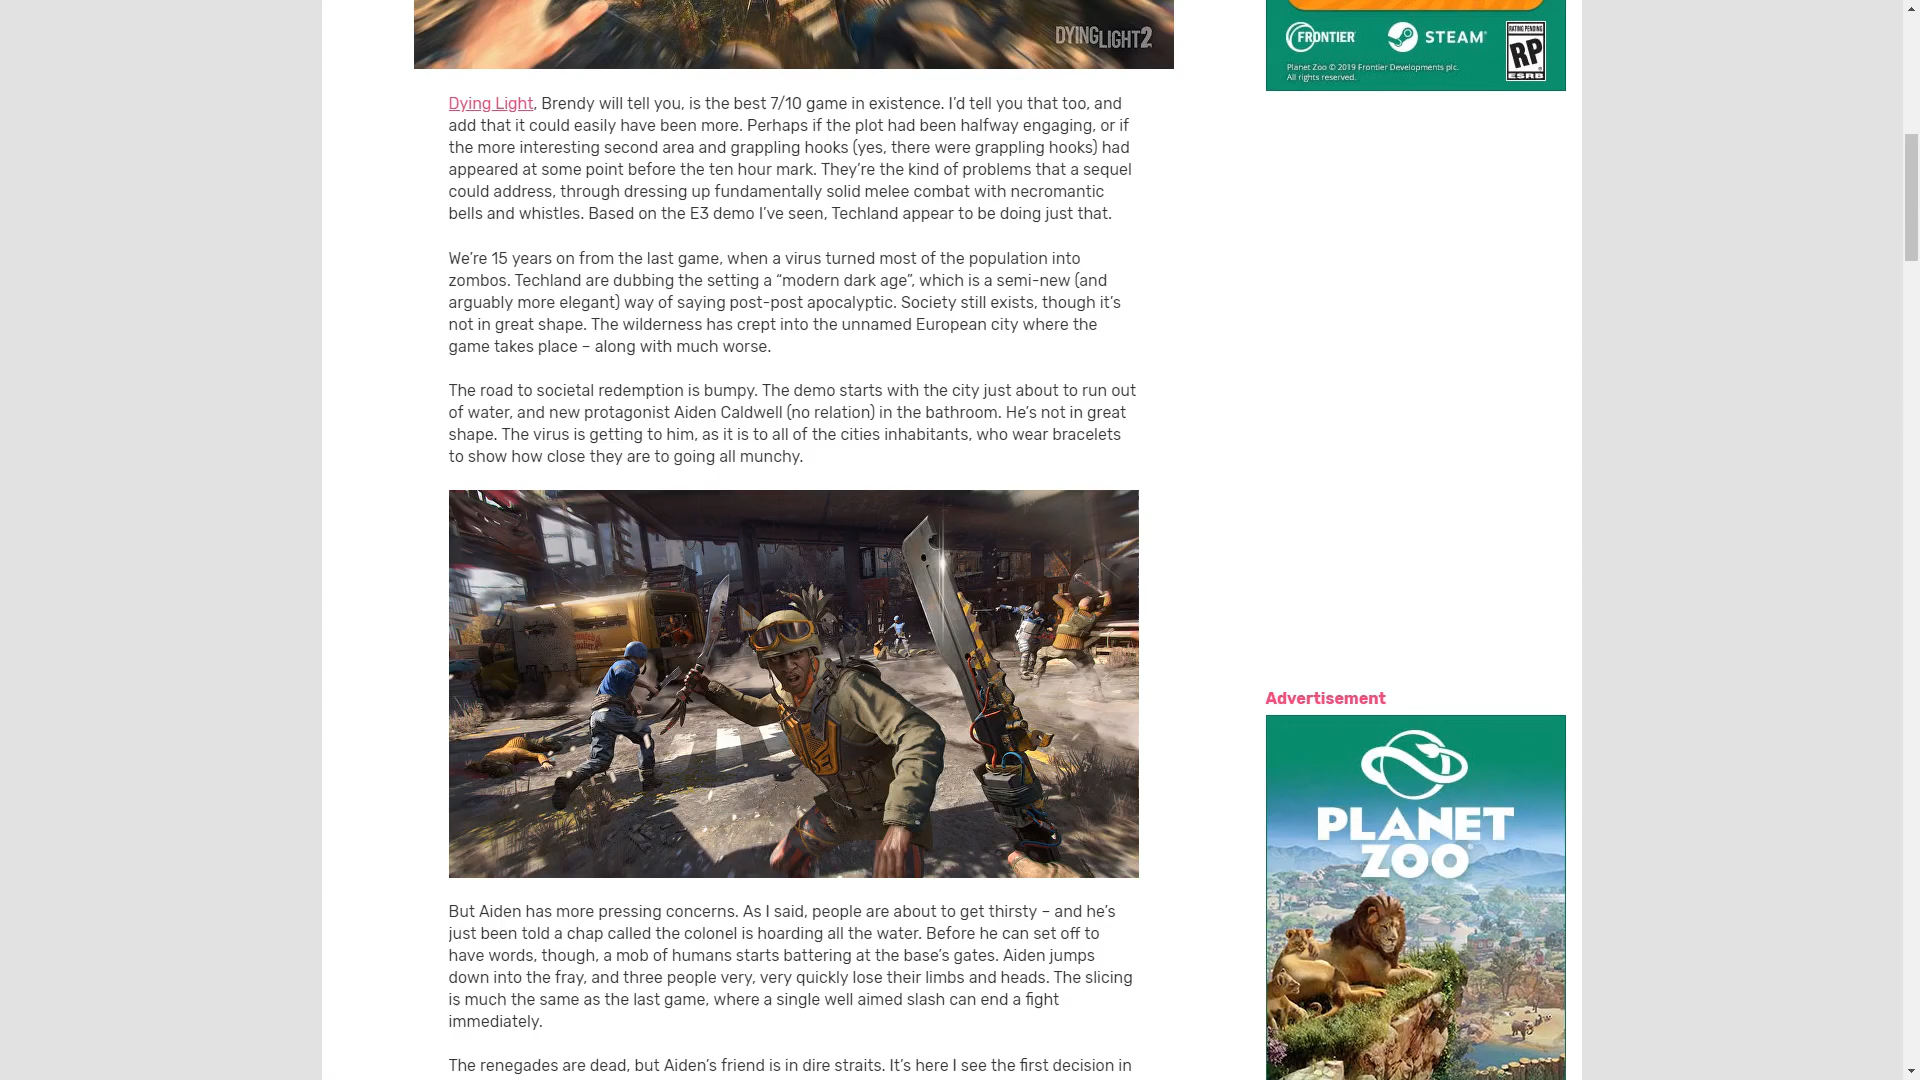 DYINGLIGHT2
FRONTIER
STEAM
RATING PENDING
RP
ESRB
Planet Zoo © 2019 Frontier Developments plc.
All rights reserved.
Dying Light, Brendy will tell you, is the best 7/10 game in existence. I’d tell you that too, and
add that it could easily have been more. Perhaps if the plot had been halfway engaging, or if
the more interesting second area and grappling hooks (yes, there were grappling hooks) had
appeared at some point before the ten hour mark. They’re the kind of problems that a sequel
could address, through dressing up fundamentally solid melee combat with necromantic
bells and whistles. Based on the E3 demo I’ve seen, Techland appear to be doing just that.
We’re 15 years on from the last game, when a virus turned most of the population into
zombos. Techland are dubbing the setting a “modern dark age”, which is a semi-new (and
arguably more elegant) way of saying post-post apocalyptic. Society still exists, though it’s
not in great shape. The wilderness has crept into the unnamed European city where the
game takes place – along with much worse.
The road to societal redemption is bumpy. The demo starts with the city just about to run out
of water, and new protagonist Aiden Caldwell (no relation) in the bathroom. He’s not in great
shape. The virus is getting to him, as it is to all of the cities inhabitants, who wear bracelets
to show how close they are to going all munchy.
But Aiden has more pressing concerns. As I said, people are about to get thirsty – and he’s
just been told a chap called the colonel is hoarding all the water. Before he can set off to
have words, though, a mob of humans starts battering at the base’s gates. Aiden jumps
down into the fray, and three people very, very quickly lose their limbs and heads. The slicing
is much the same as the last game, where a single well aimed slash can end a fight
immediately.
The renegades are dead, but Aiden’s friend is in dire straits. It’s here I see the first decision in
Advertisement
PLANET
ZOO